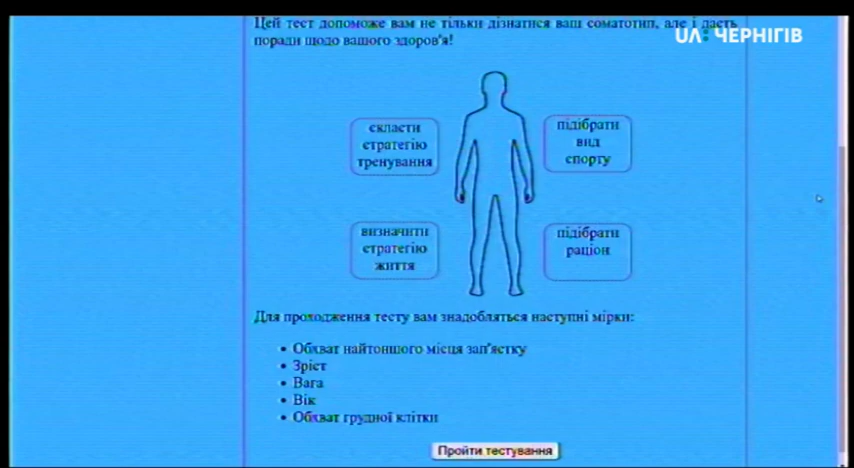 Цей тест допоможе вам не тільки дізнатися ваш соматотип, але і дасть
поради щодо вашого здоров'я!
UA: ЧЕРНІГІВ
скласти
стратегію
тренування
підібрати
вид
спорту
визначити
стратегію
життя
підібрати
раціон
Для проходження тесту вам знадобляться наступні мірки:
• Обхват найтоншого місця зап'ястку
• Зріст
• Вага
• Вік
• Обхват грудної клітки
Пройти тестування